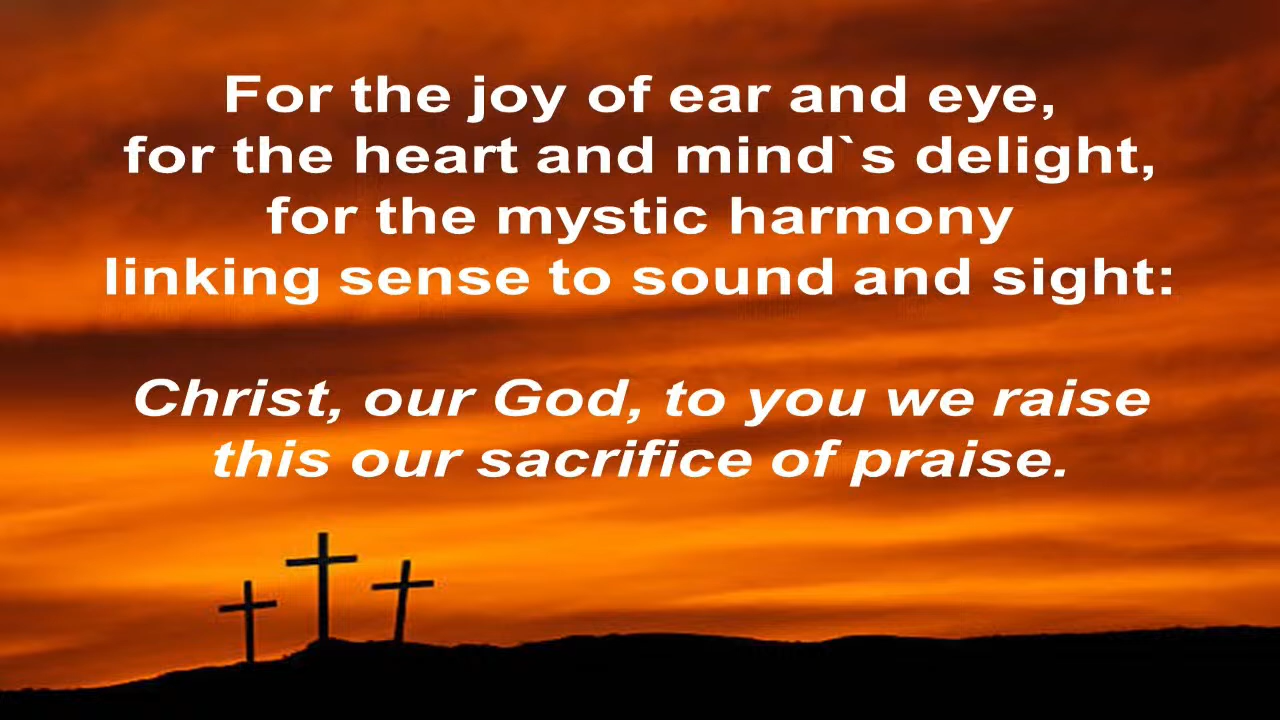 For the joy of ear and eye,
for the heart and mind`s delight,
for the mystic harmony
linking sense to sound and sight:
Christ, our God, to you we raise
this our sacrifice of praise.